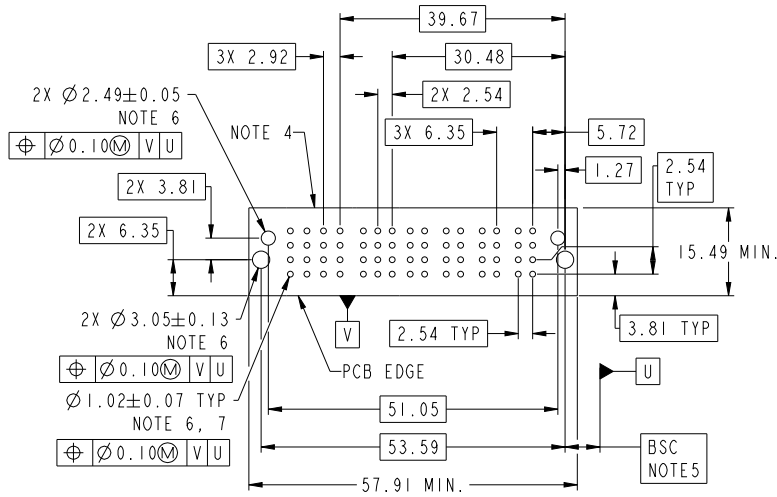 39.67
3X 2.92
30.48
2X Ø2.49±0.05
NOTE 6
⌖ Ø0.10Ⓜ V U
2X 2.54
NOTE 4
3X 6.35
5.72
1.27
2.54
TYP
2X 3.81
2X 6.35
15.49 MIN.
2X Ø3.05±0.13
NOTE 6
⌖ Ø0.10Ⓜ V U
V
2.54 TYP
3.81 TYP
PCB EDGE
U
Ø1.02±0.07 TYP
NOTE 6, 7
⌖ Ø0.10Ⓜ V U
51.05
53.59
BSC
NOTE5
57.91 MIN.